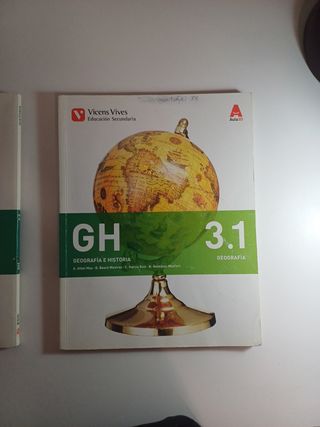 Vicens Vives
Educación Secundaria
Aula 3D
GH
3.1
GEOGRAFÍA E HISTORIA
GEOGRAFÍA